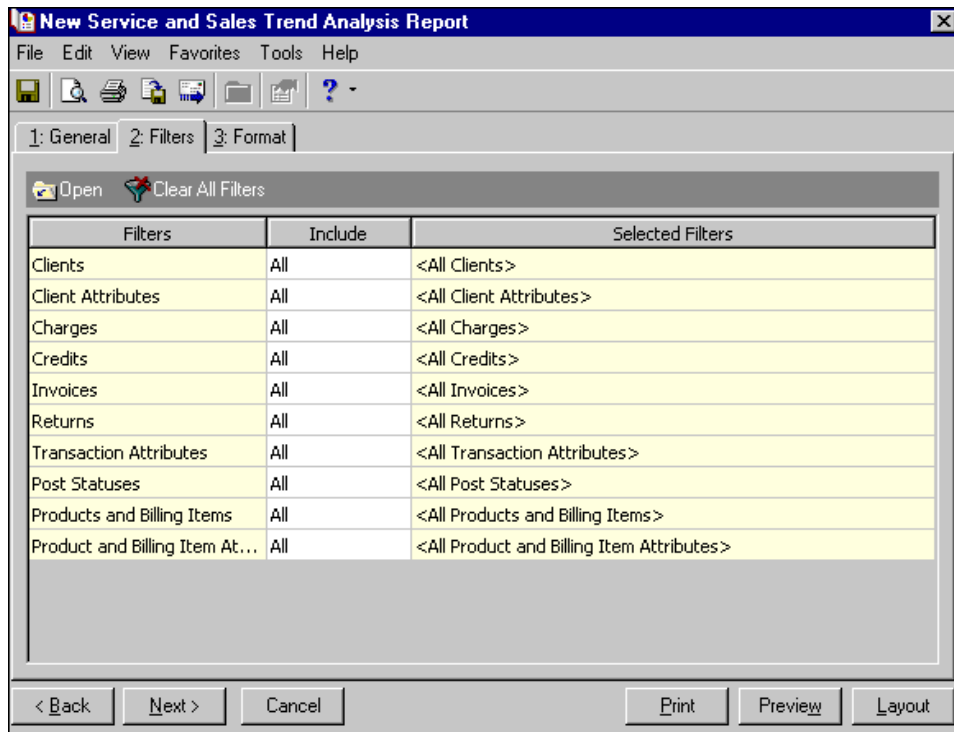 New Service and Sales Trend Analysis Report
File Edit View Favorites Tools Help
?
1: General 2: Filters 3: Format
Open Clear All Filters
Filters Include Selected Filters
Clients All <All Clients>
Client Attributes All <All Client Attributes>
Charges All <All Charges>
Credits All <All Credits>
Invoices All <All Invoices>
Returns All <All Returns>
Transaction Attributes All <All Transaction Attributes>
Post Statuses All <All Post Statuses>
Products and Billing Items All <All Products and Billing Items>
Product and Billing Item At... All <All Product and Billing Item Attributes>
< Back Next > Cancel Print Preview Layout